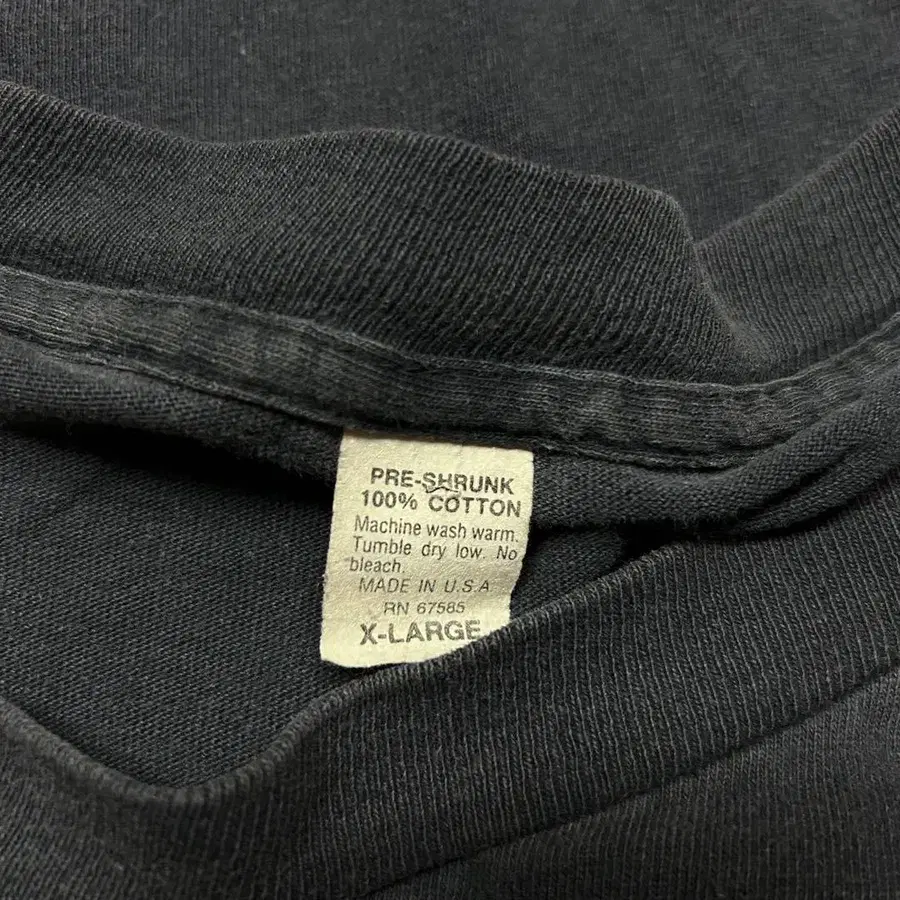 PRE-SHRUNK
100% COTTON
Machine wash warm.
Tumble dry low. No
bleach.
MADE IN U.S.A
RN 67585
X-LARGE